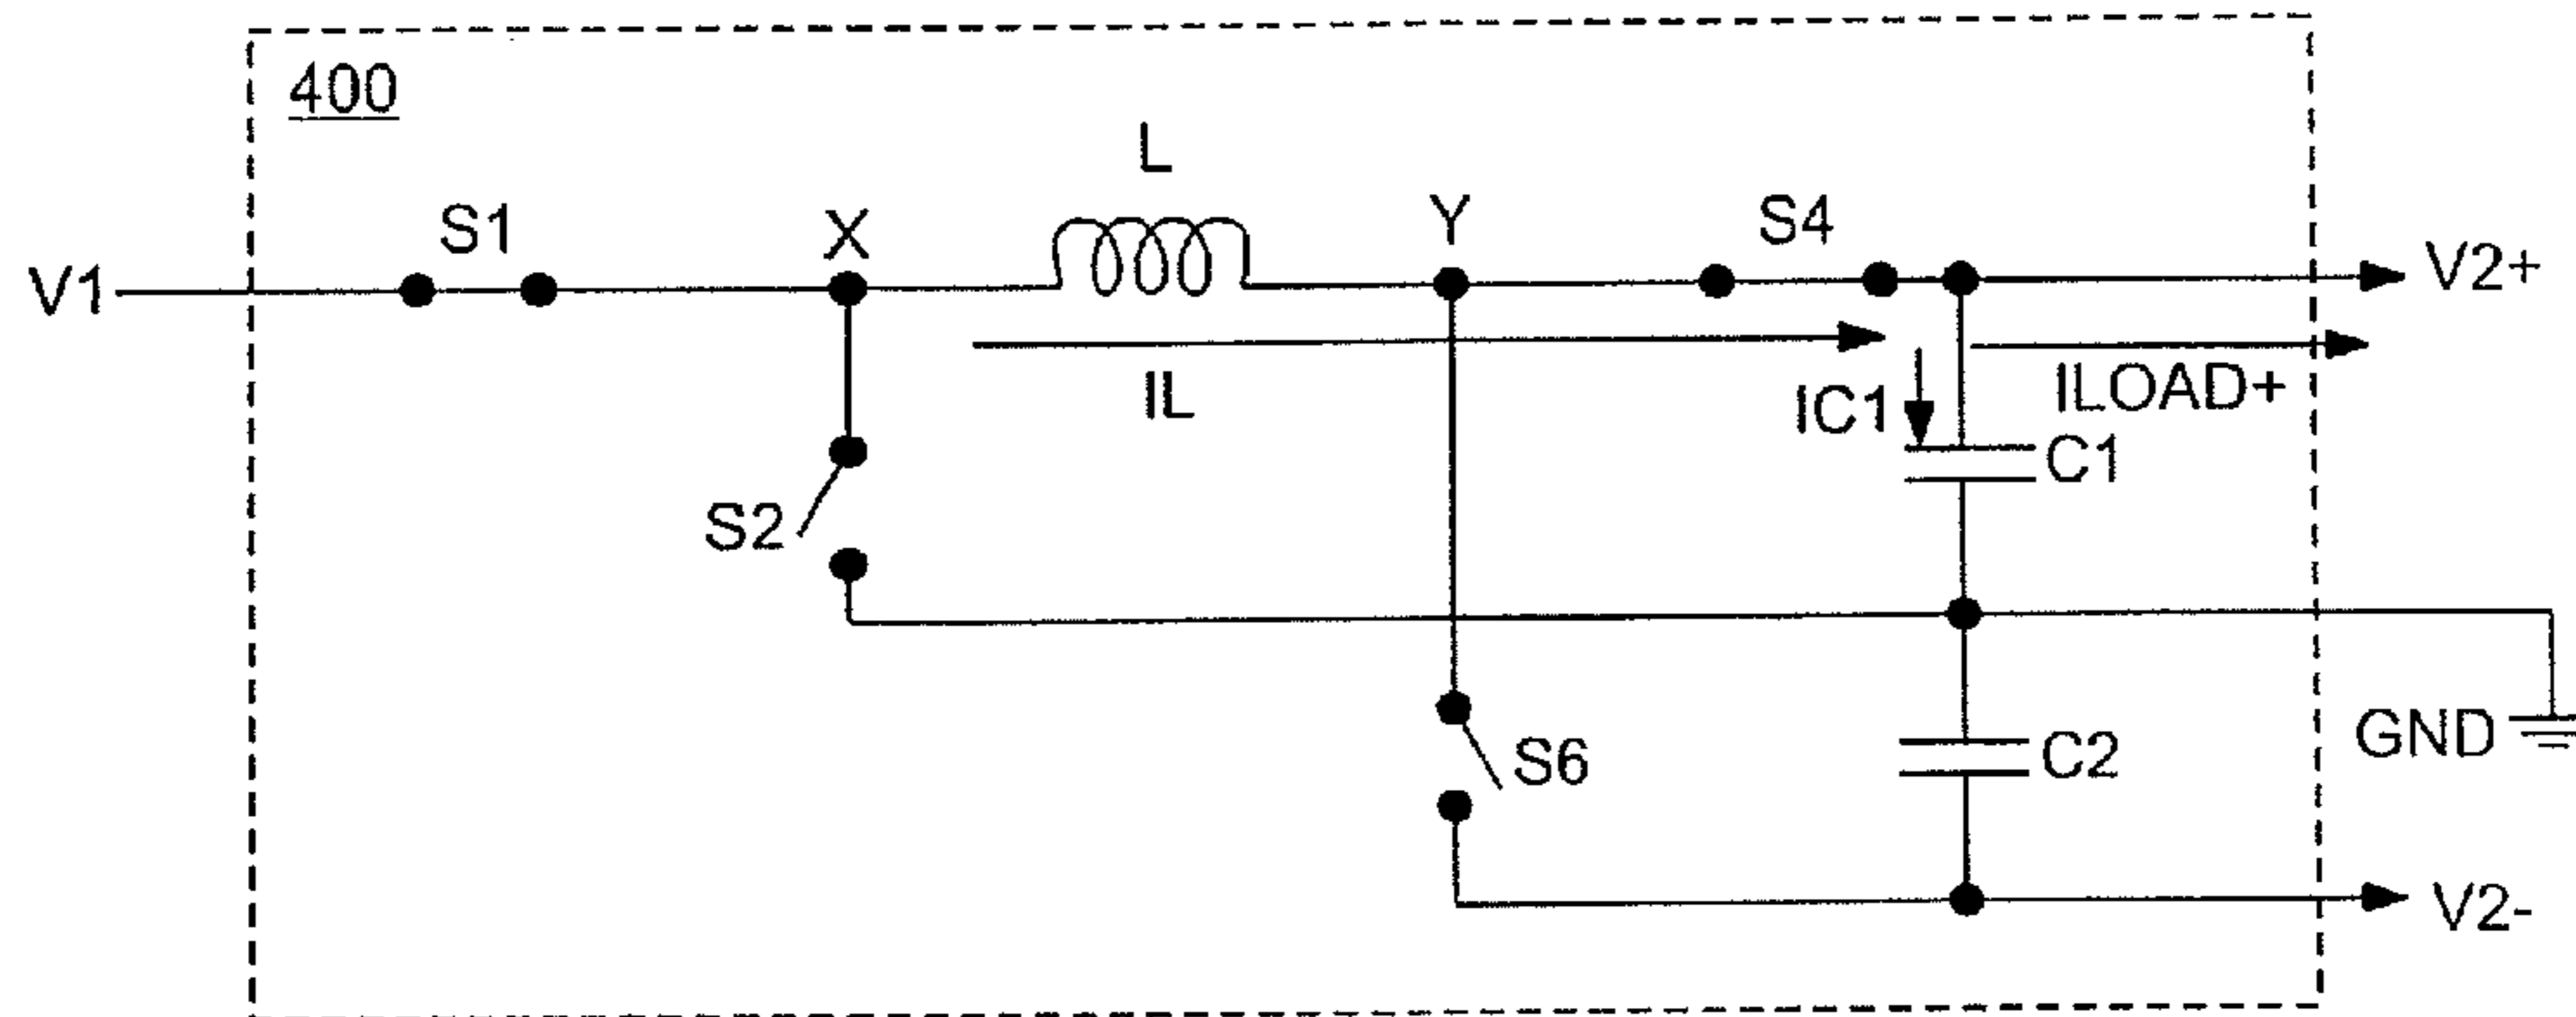 400
L
S1
X
Y
S4
V1
V2+
IL
IC1
ILOAD+
C1
S2
GND
S6
C2
V2-